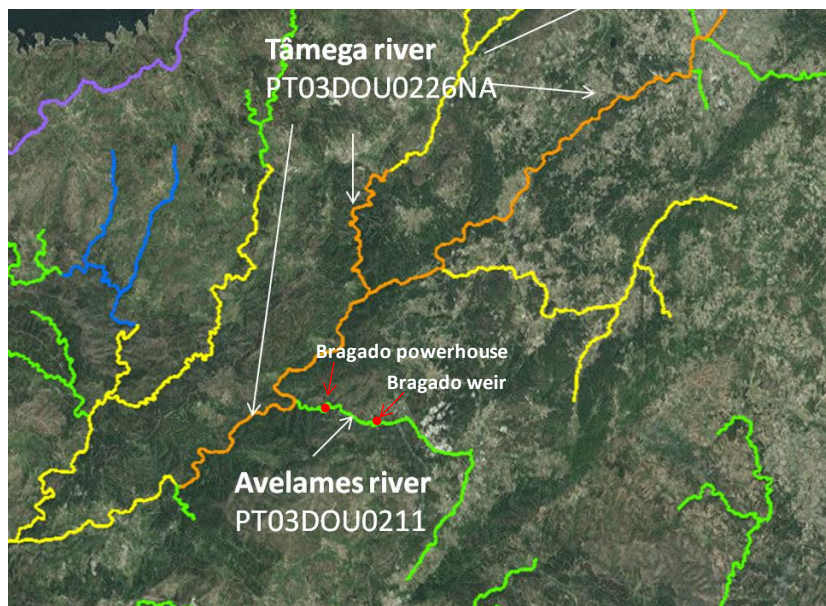 Tâmega river
PT03DOU0226NA
Bragado powerhouse
Bragado weir
Avelames river
PT03DOU0211